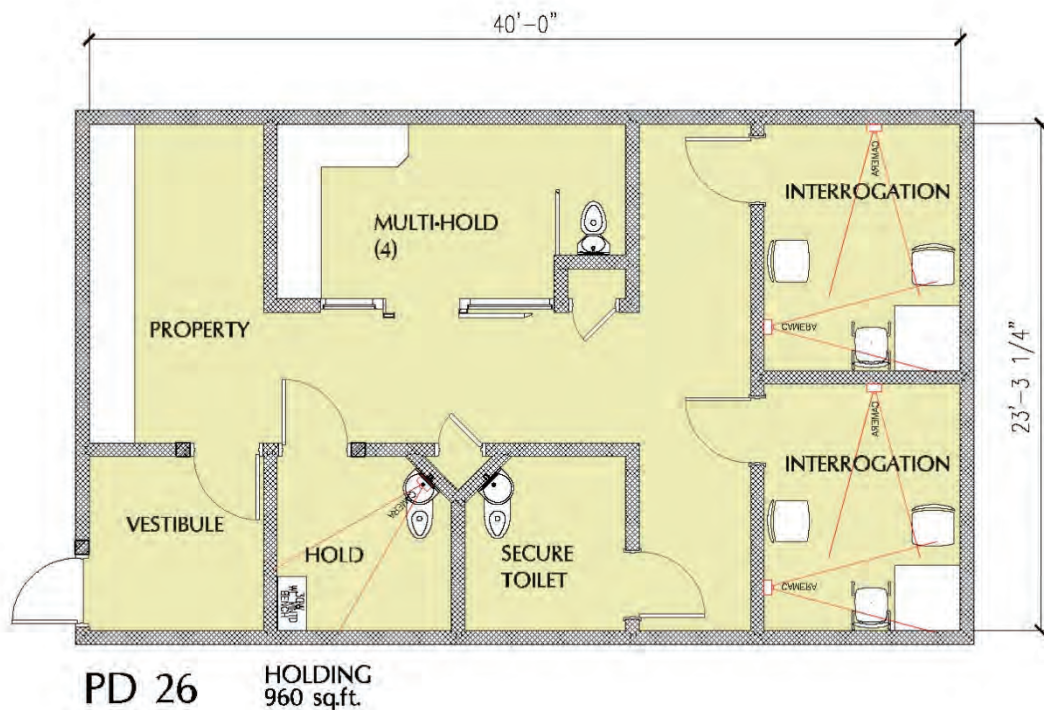 40'-0"
CAMERA
INTERROGATION
MULTI-HOLD
(4)
PROPERTY
CAMERA
23'-3 1/4"
CAMERA
INTERROGATION
CAMERA
VESTIBULE
HOLD
SECURE
TOILET
CAMERA
PD 26
HOLDING
960 sq.ft.